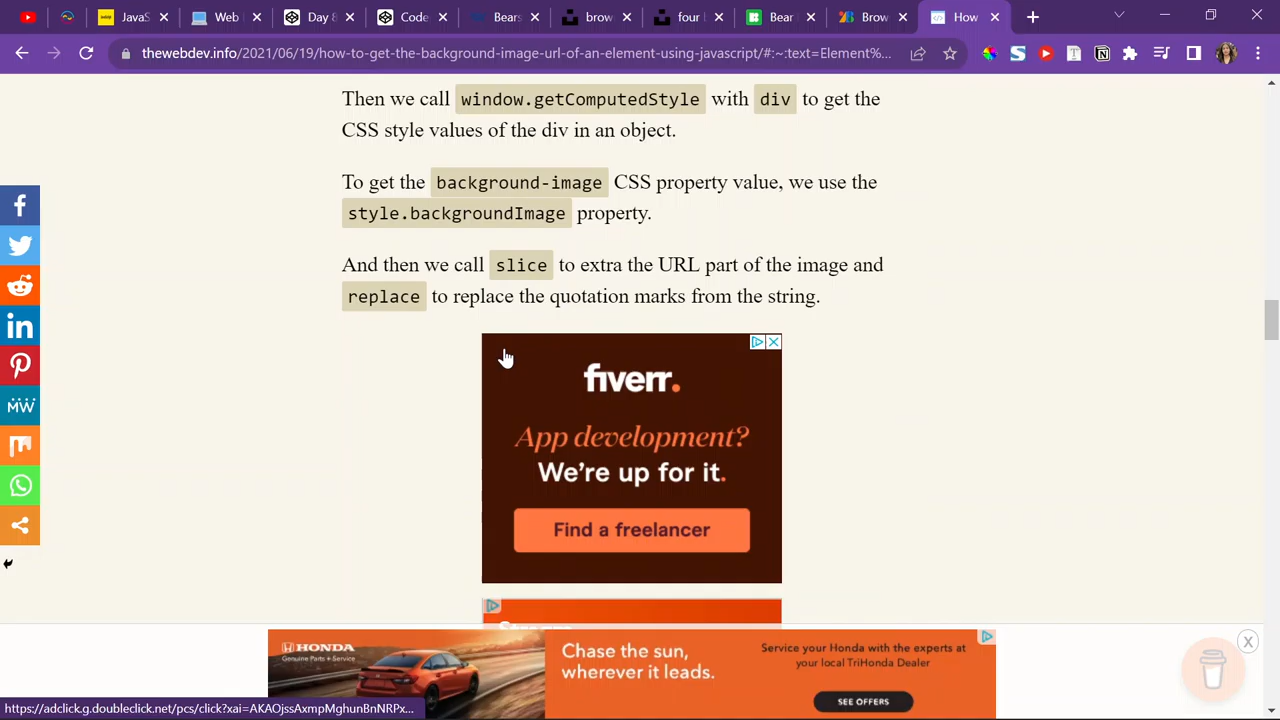 JavaS
Web
Day 8
Code
Bears
brow
four l
Bear
Brow
How
thewebdev.info/2021/06/19/how-to-get-the-background-image-url-of-an-element-using-javascript/#:~:text=Element%...
Then we call window.getComputedStyle with div to get the
CSS style values of the div in an object.
To get the background-image CSS property value, we use the
style.backgroundImage property.
And then we call slice to extra the URL part of the image and
replace to replace the quotation marks from the string.
fiverr.
App development?
We're up for it.
Find a freelancer
HONDA
Genuine Parts + Service
Chase the sun,
wherever it leads.
Service your Honda with the experts at
your local TriHonda Dealer
SEE OFFERS
https://adclick.g.doubleclick.net/pcs/click?xai=AKAOjssAxmpMghunBnNRPx...